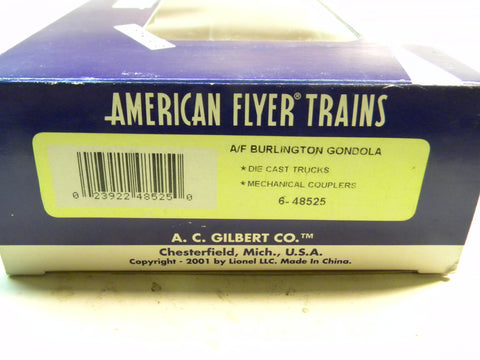 AMERICAN FLYER® TRAINS
A/F BURLINGTON GONDOLA
★ DIE CAST TRUCKS
★ MECHANICAL COUPLERS
6-48525
0 23922 48525 0
A. C. GILBERT CO.™
Chesterfield, Mich., U.S.A.
Copyright - 2001 by Lionel LLC. Made In China.